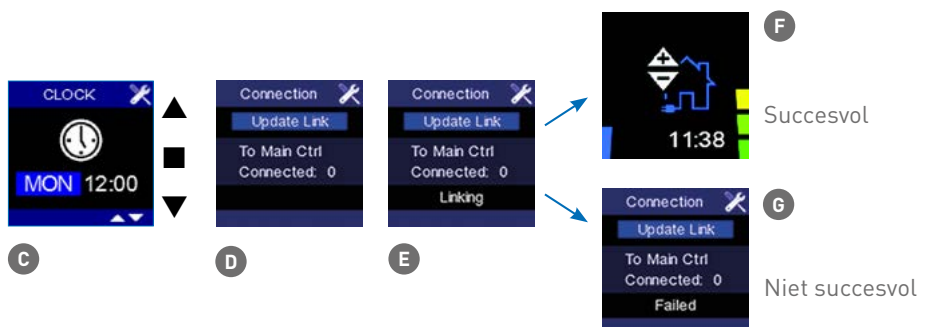 CLOCK
MON 12:00
C
Connection
Update Link
To Main Ctrl
Connected: 0
D
Connection
Update Link
To Main Ctrl
Connected: 0
Linking
E
11:38
F
Succesvol
Connection
Update Link
To Main Ctrl
Connected: 0
Failed
G
Niet succesvol